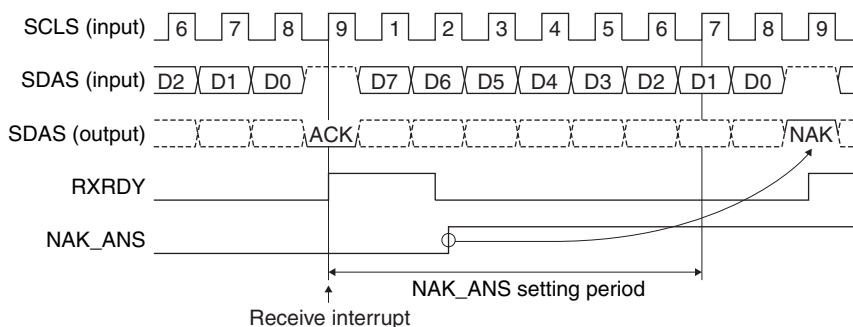 SCLS (input) 6 7 8 9 1 2 3 4 5 6 7 8 9
SDAS (input) D2 D1 D0 D7 D6 D5 D4 D3 D2 D1 D0
SDAS (output) ACK NAK
RXRDY
NAK_ANS
NAK_ANS setting period
Receive interrupt